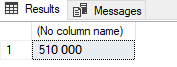 Results Messages
(No column name)
1 510 000